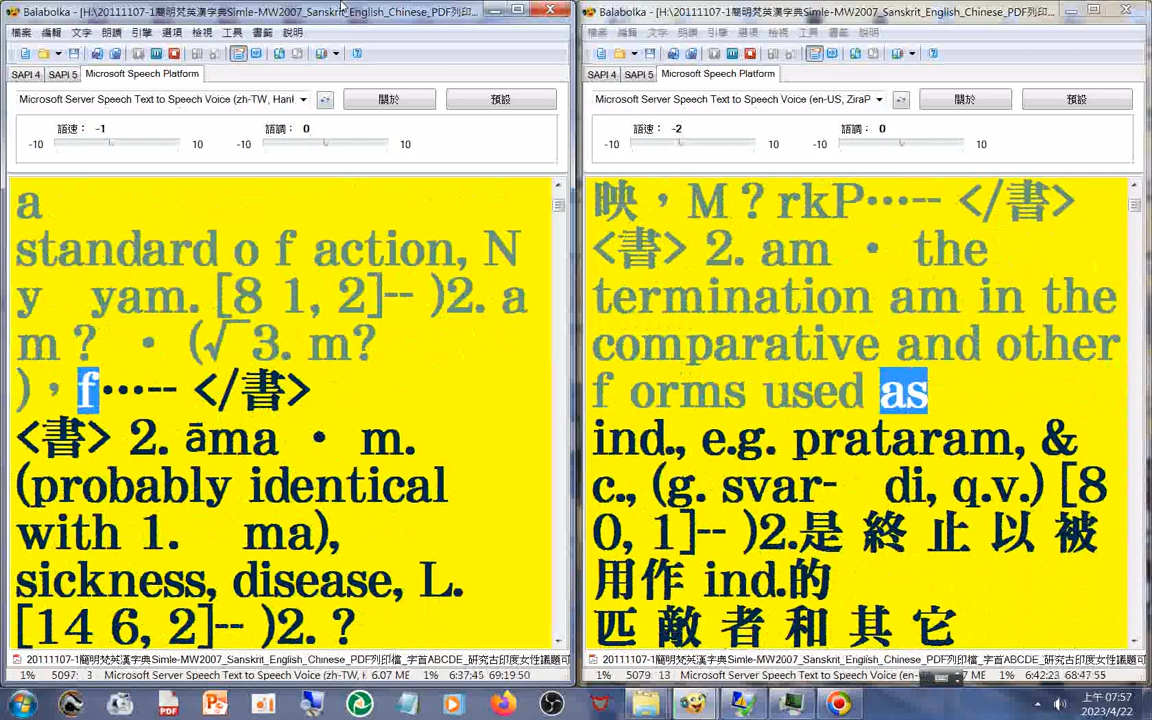 Balabolka - [H:\20111107-1簡明梵英漢字典Simle-MW2007_Sanskrit_English_Chinese_PDF列印...
檔案 編輯 文字 朗讀 引擎 選項 檢視 工具 書籤 說明
SAPI 4 SAPI 5 Microsoft Speech Platform
Microsoft Server Speech Text to Speech Voice (zh-TW, Hanl
關於 預設
語速： -1 語調： 0
-10 10 -10 10
a
standard o f action, N
y yam. [8 1, 2]-- )2. a
m ? • (√ 3. m?
)，f…-- </書>
<書> 2. āma • m.
(probably identical
with 1. ma),
sickness, disease, L.
[14 6, 2]-- )2. ?
20111107-1簡明梵英漢字典Simle-MW2007_Sanskrit_English_Chinese_PDF列印檔_字首ABCDE_研究古印度女性議題可
1% 5097: 3 Microsoft Server Speech Text to Speech Voice (zh-TW, H 6.07 ME 1% 6:37:45 69:19:50
Balabolka - [H:\20111107-1簡明梵英漢字典Simle-MW2007_Sanskrit_English_Chinese_PDF列印...
檔案 編輯 文字 朗讀 引擎 選項 檢視 工具 書籤 說明
SAPI 4 SAPI 5 Microsoft Speech Platform
Microsoft Server Speech Text to Speech Voice (en-US, ZiraP
關於 預設
語速： -2 語調： 0
-10 10 -10 10
映，M ? rkP…-- </書>
<書> 2. am • the
termination am in the
comparative and other
f orms used as
ind., e.g. prataram, &
c., (g. svar- di, q.v.) [8
0, 1]-- )2.是 終 止 以 被
用作 ind.的
匹 敵 者 和 其 它
20111107-1簡明梵英漢字典Simle-MW2007_Sanskrit_English_Chinese_PDF列印檔_字首ABCDE_研究古印度女性議題可
1% 5079: 13 Microsoft Server Speech Text to Speech Voice 1% 6:42:23 68:47:55
PDF
上午 07:57
2023/4/22